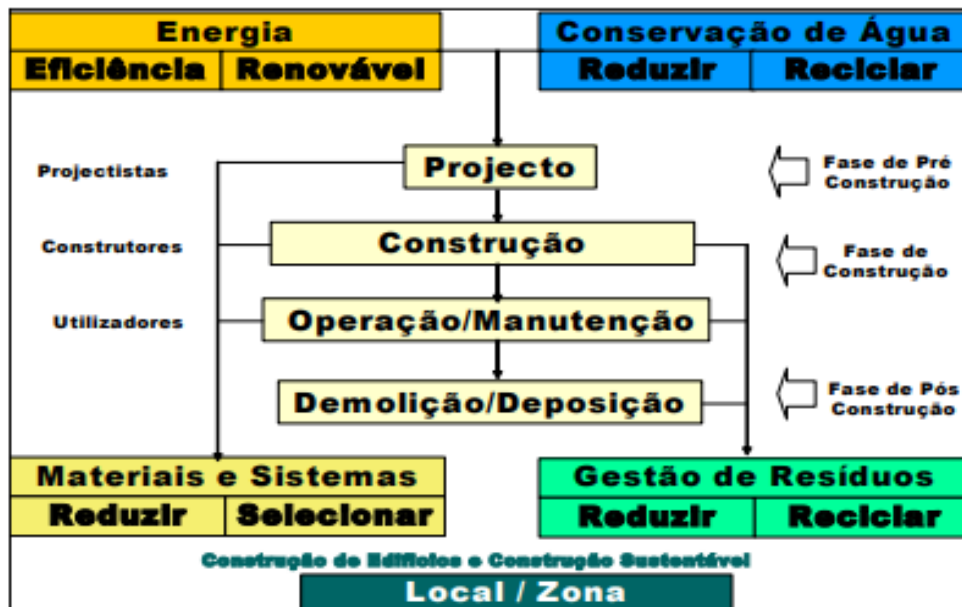 Energia
Conservação de Água
Eficiência
Renovável
Reduzir
Reciclar
Projecto
Projectistas
Fase de Pré
Construção
Construção
Construtores
Fase de
Construção
Operação/Manutenção
Utilizadores
Demolição/Deposição
Fase de Pós
Construção
Materiais e Sistemas
Gestão de Resíduos
Reduzir
Selecionar
Reduzir
Reciclar
Construção de Edifícios e Construção Sustentável
Local / Zona